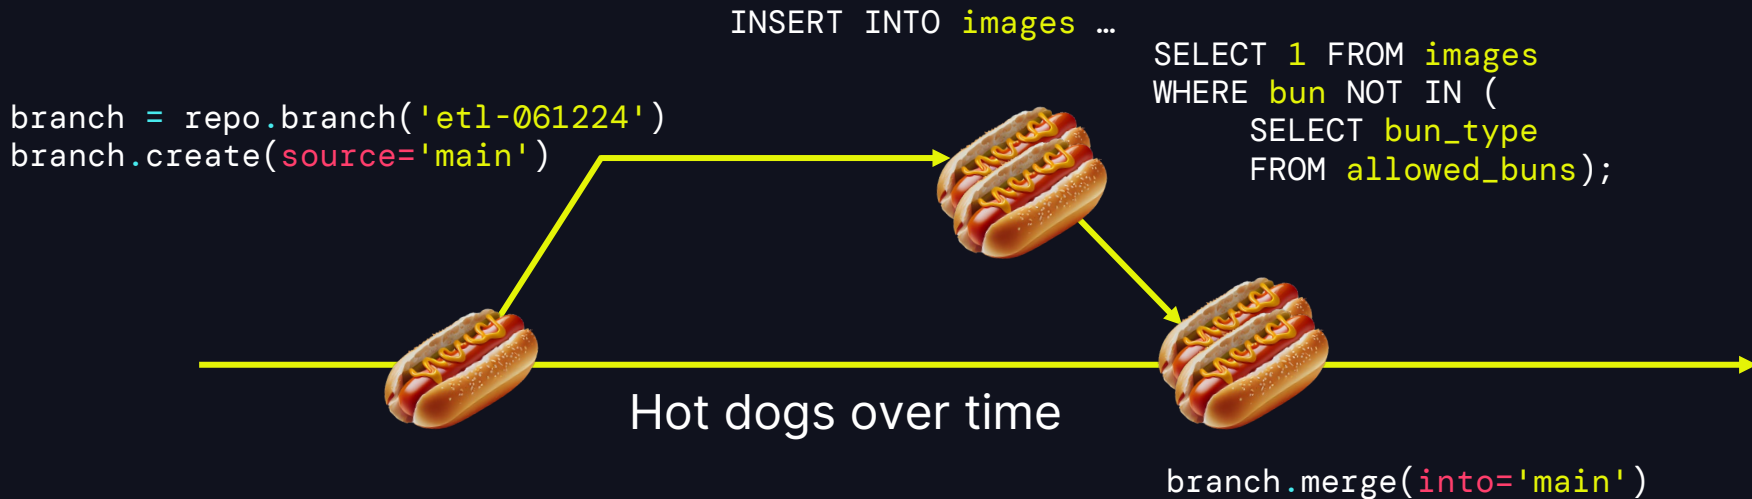 INSERT INTO images …
SELECT 1 FROM images
WHERE bun NOT IN (
SELECT bun_type
FROM allowed_buns);
branch = repo.branch('etl-061224')
branch.create(source='main')
Hot dogs over time
branch.merge(into='main')